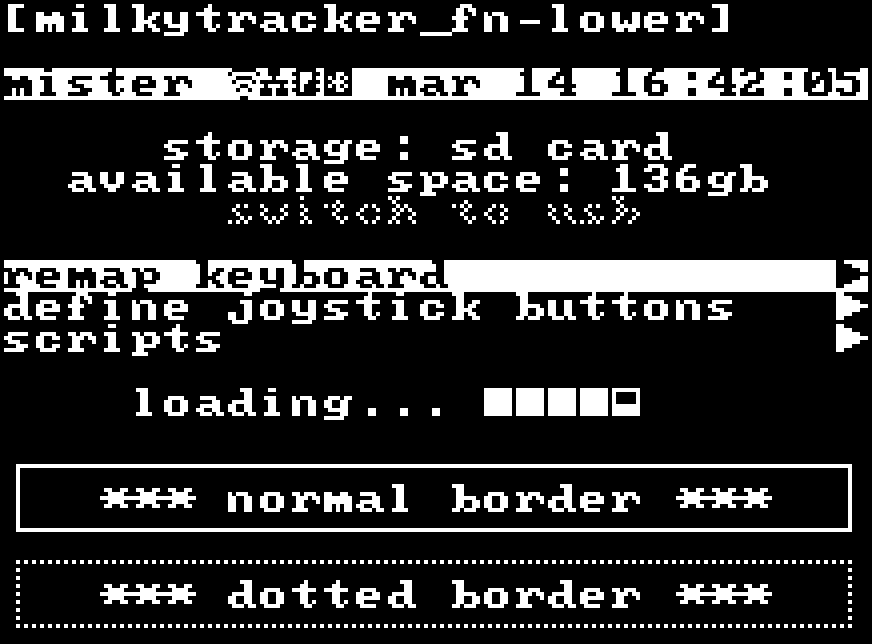 [milkytracker_fn-lower]
mister mar 14 16:42:05
storage: sd card
available space: 136gb
switch to usb
remap keyboard
define joystick buttons
scripts
loading...
*** normal border ***
*** dotted border ***